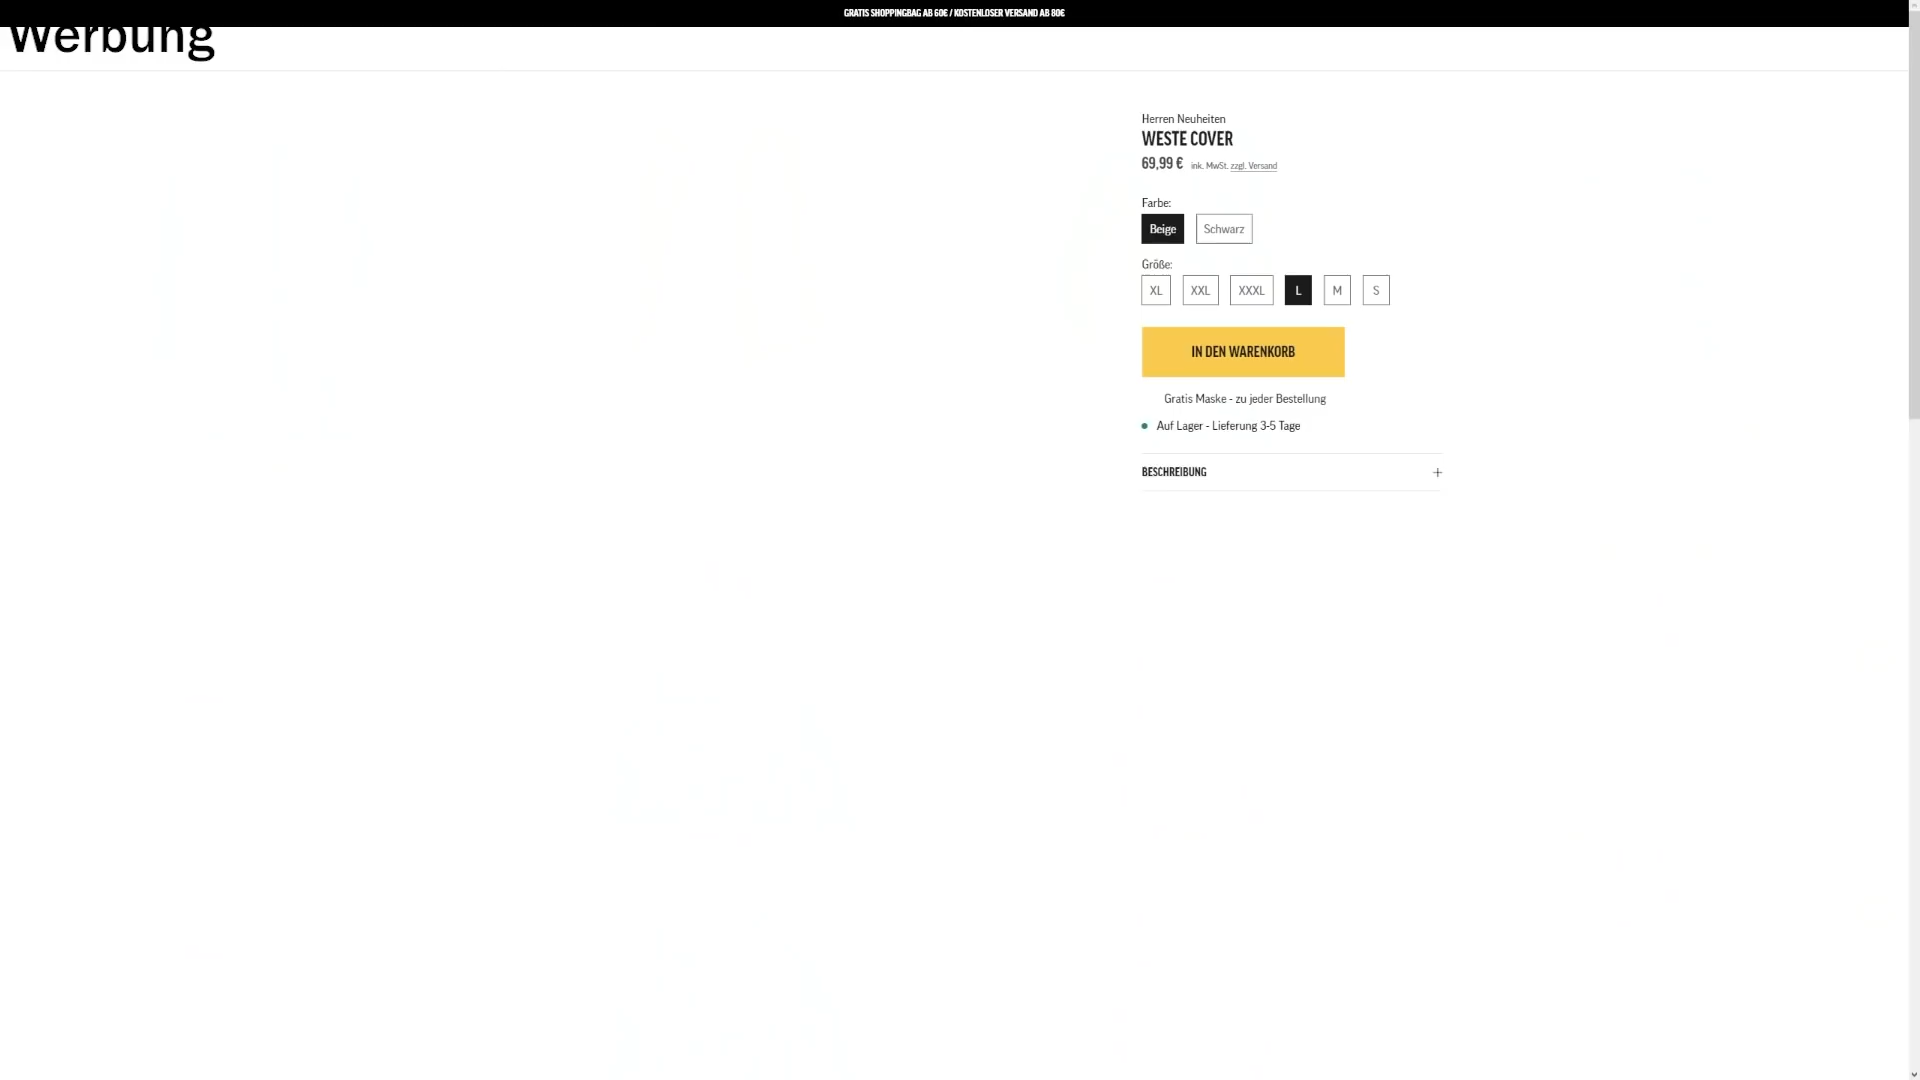 GRATIS SHOPPINGBAG AB 60€ / KOSTENLOSER VERSAND AB 80€
Werbung
Herren Neuheiten
WESTE COVER
69,99 € ink. MwSt. zzgl. Versand
Farbe:
Beige Schwarz
Größe:
XL XXL XXXL L M S
IN DEN WARENKORB
Gratis Maske - zu jeder Bestellung
Auf Lager - Lieferung 3-5 Tage
BESCHREIBUNG +